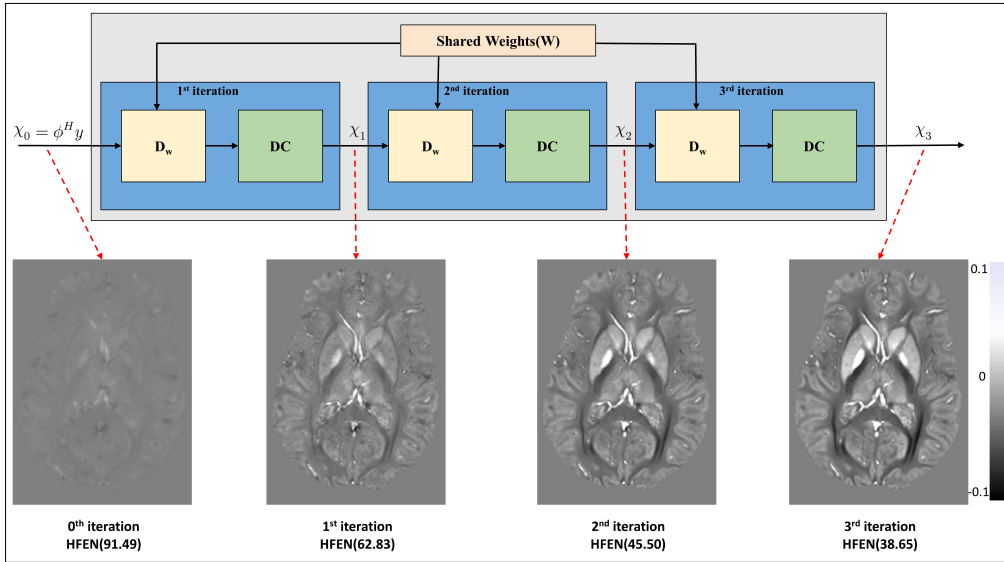 Shared Weights(W)
1st iteration
2nd iteration
3rd iteration
χ0 = ϕ^H y
Dw
DC
χ1
Dw
DC
χ2
Dw
DC
χ3
0.1
0
-0.1
0th iteration
HFEN(91.49)
1st iteration
HFEN(62.83)
2nd iteration
HFEN(45.50)
3rd iteration
HFEN(38.65)